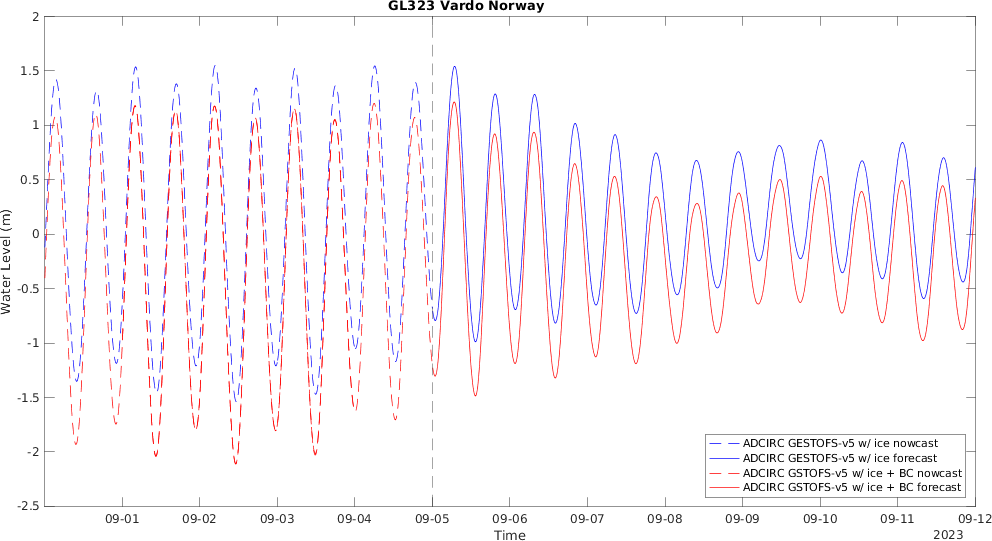 GL323 Vardo Norway
2
1.5
1
0.5
0
-0.5
-1
-1.5
-2
-2.5
Water Level (m)
ADCIRC GESTOFS-v5 w/ ice nowcast
ADCIRC GESTOFS-v5 w/ ice forecast
ADCIRC GSTOFS-v5 w/ ice + BC nowcast
ADCIRC GSTOFS-v5 w/ ice + BC forecast
09-01 09-02 09-03 09-04 09-05 09-06 09-07 09-08 09-09 09-10 09-11 09-12
Time
2023